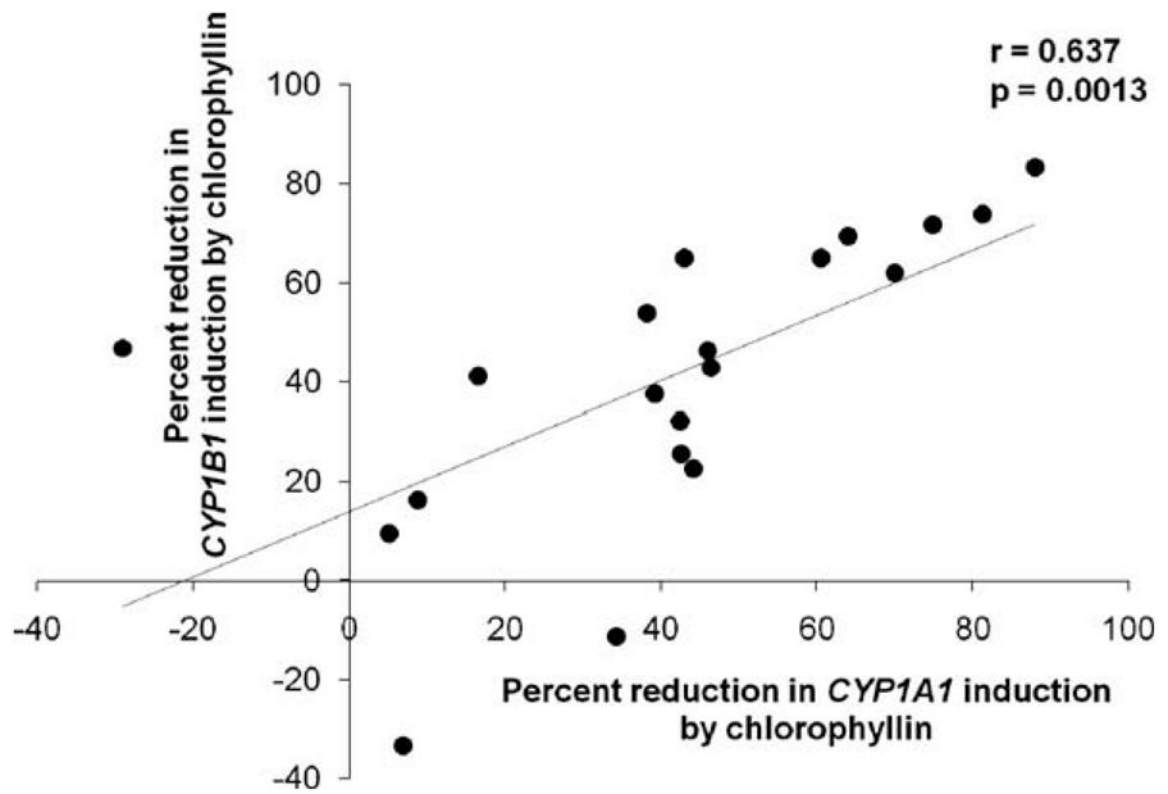 r = 0.637
p = 0.0013
Percent reduction in
CYP1B1 induction by chlorophyllin
100
80
60
40
20
0
-20
-40
-40
-20
0
20
40
60
80
100
Percent reduction in CYP1A1 induction
by chlorophyllin